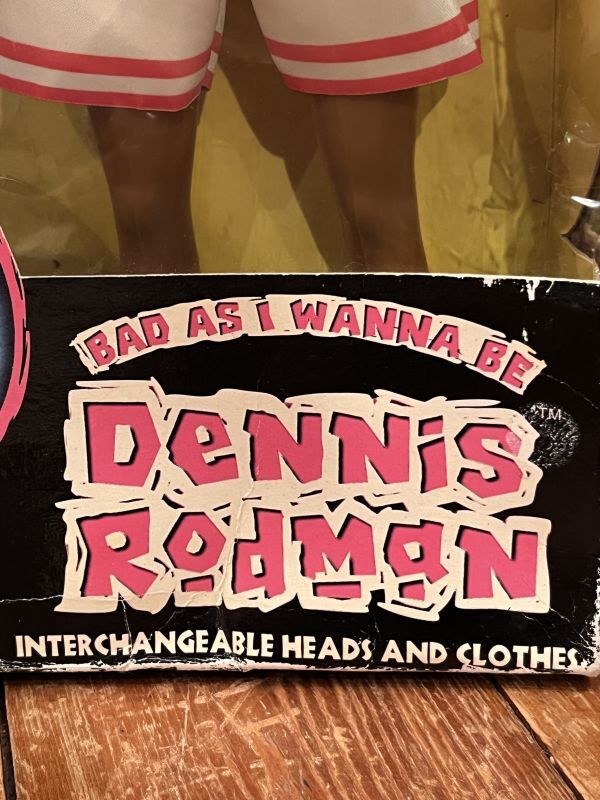 BAD AS I WANNA BE
DeNNiS
RodMaN
TM
INTERCHANGEABLE HEADS AND CLOTHES